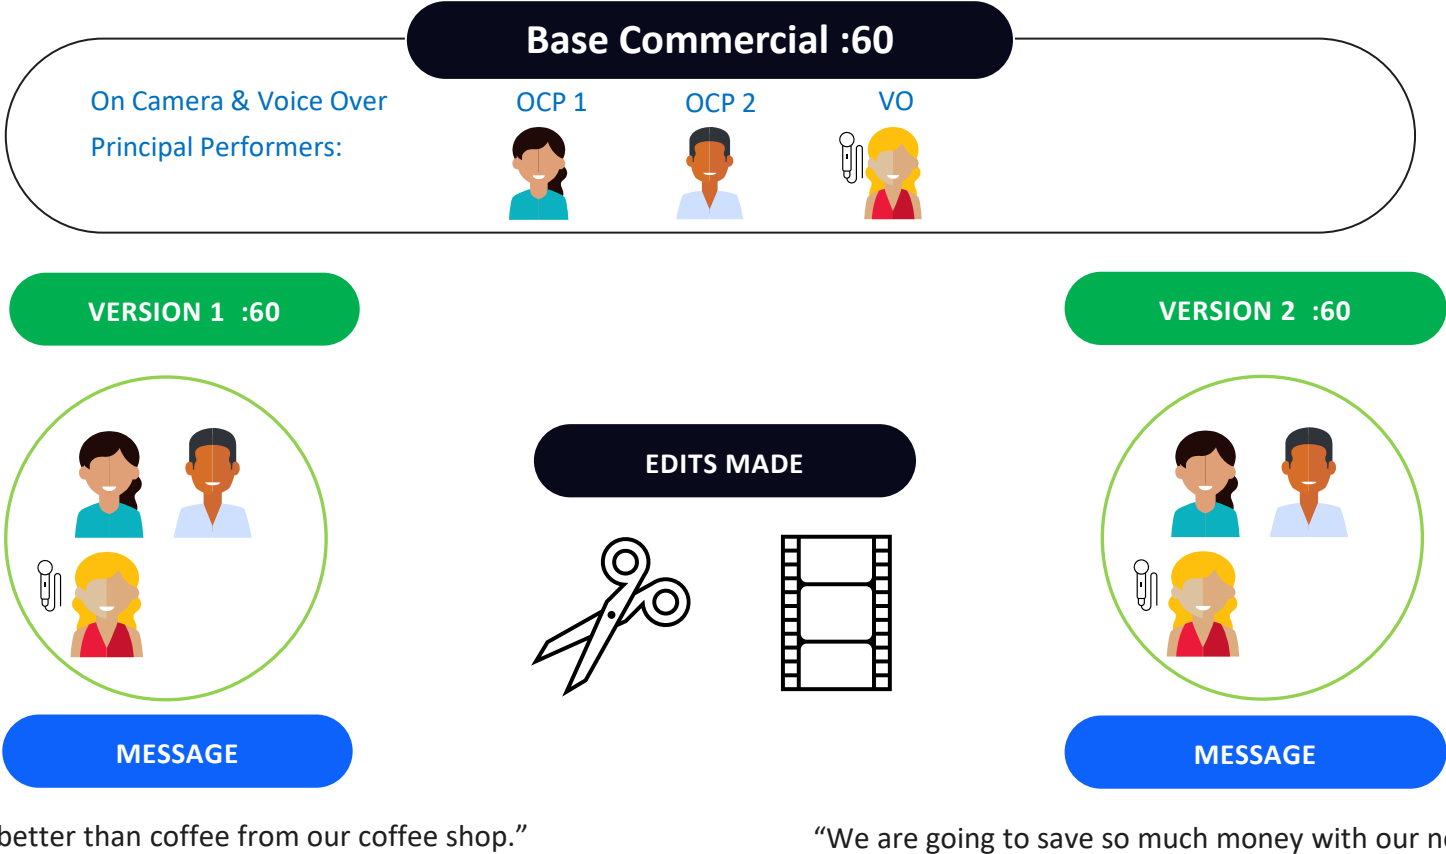 Base Commercial :60
On Camera & Voice Over
Principal Performers:
OCP 1
OCP 2
VO
VERSION 1 :60
VERSION 2 :60
EDITS MADE
MESSAGE
MESSAGE
better than coffee from our coffee shop.”
“We are going to save so much money with our